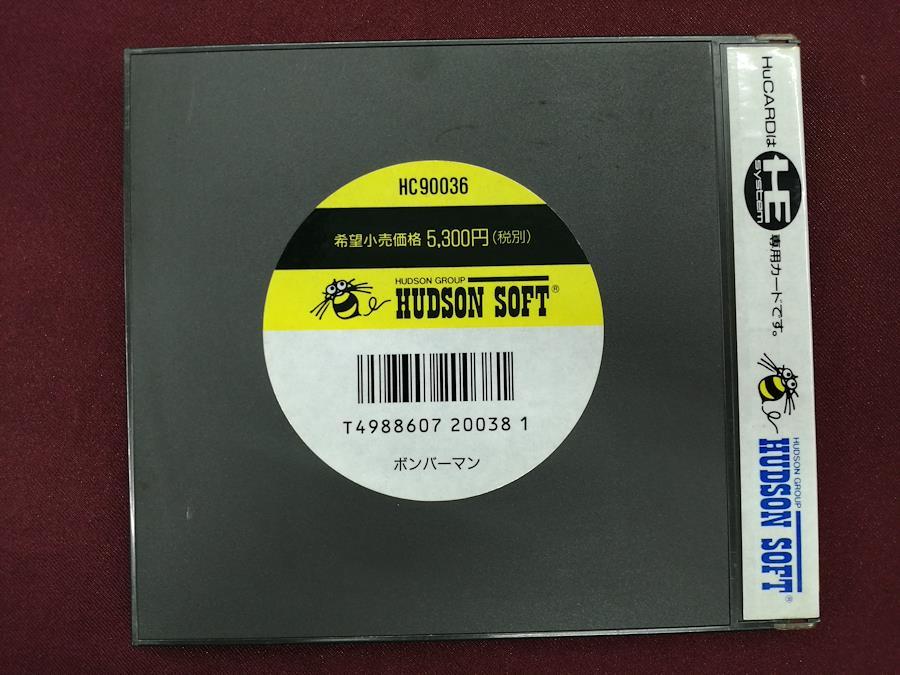 HC90036
希望小売価格 5,300円(税別)
HUDSON GROUP
HUDSON SOFT®
T4988607 20038 1
ボンバーマン
HuCARDは HE system 専用カードです。
HUDSON GROUP
HUDSON SOFT®